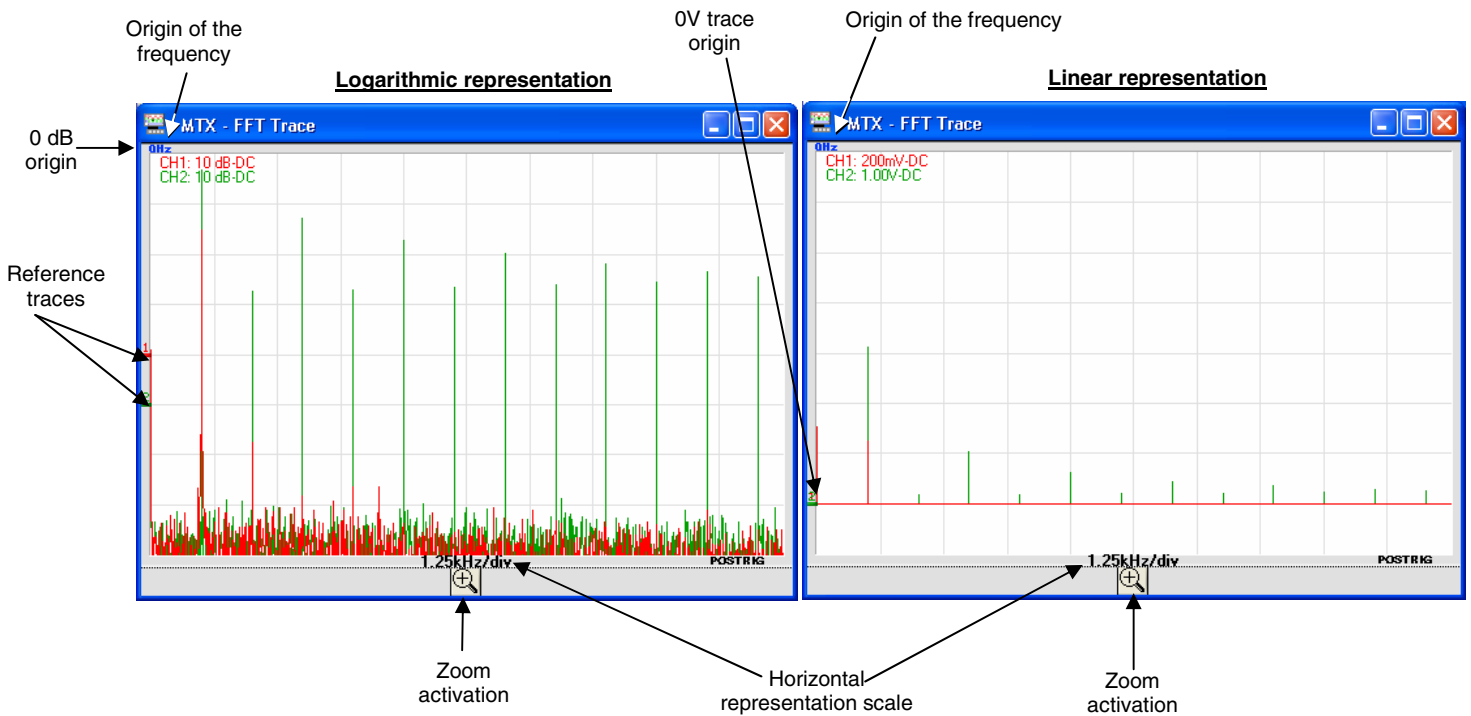 Origin of the
frequency
0V trace
origin
Origin of the frequency
Logarithmic representation
Linear representation
MTX - FFT Trace
MTX - FFT Trace
0 dB
origin
0Hz
CH1: 10 dB-DC
CH2: 10 dB-DC
0Hz
CH1: 200mV-DC
CH2: 1.00V-DC
Reference
traces
1
2
1
1.25kHz/div
POSTRIG
1.25kHz/div
POSTRIG
Zoom
activation
Horizontal
representation scale
Zoom
activation